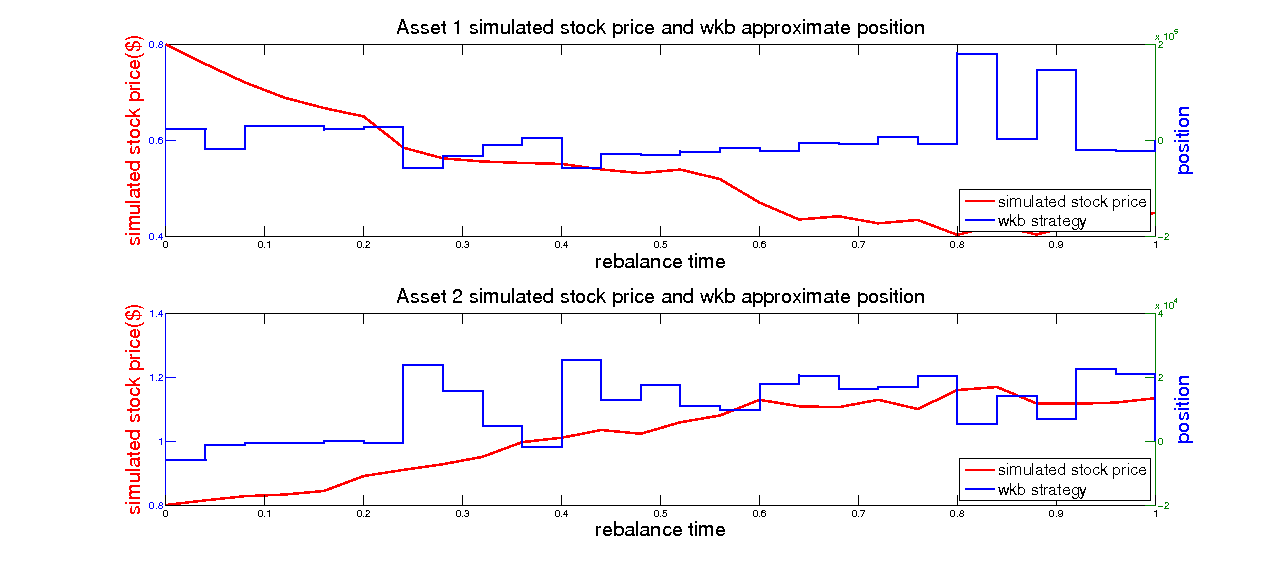 Asset 1 simulated stock price and wkb approximate position
x 10^5
simulated stock price($)
0.8
0.6
0.4
2
0
−2
position
simulated stock price
wkb strategy
0 0.1 0.2 0.3 0.4 0.5 0.6 0.7 0.8 0.9 1
rebalance time
Asset 2 simulated stock price and wkb approximate position
x 10^4
simulated stock price($)
1.4
1.2
1
0.8
4
2
0
−2
position
simulated stock price
wkb strategy
0 0.1 0.2 0.3 0.4 0.5 0.6 0.7 0.8 0.9 1
rebalance time